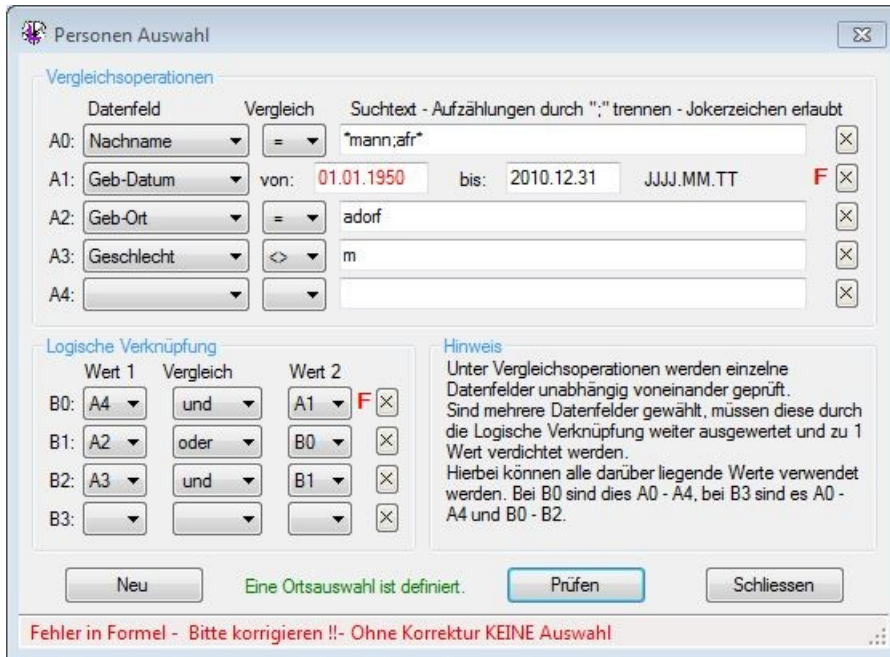 Personen Auswahl
Vergleichsoperationen
Datenfeld Vergleich Suchtext - Aufzählungen durch ";" trennen - Jokerzeichen erlaubt
A0: Nachname = *mann;afr*
A1: Geb-Datum von: 01.01.1950 bis: 2010.12.31 JJJJ.MM.TT F
A2: Geb-Ort = adorf
A3: Geschlecht <> m
A4:
Logische Verknüpfung
Wert 1 Vergleich Wert 2
B0: A4 und A1 F
B1: A2 oder B0
B2: A3 und B1
B3:
Hinweis
Unter Vergleichsoperationen werden einzelne
Datenfelder unabhängig voneinander geprüft.
Sind mehrere Datenfelder gewählt, müssen diese durch
die Logische Verknüpfung weiter ausgewertet und zu 1
Wert verdichtet werden.
Hierbei können alle darüber liegende Werte verwendet
werden. Bei B0 sind dies A0 - A4, bei B3 sind es A0 -
A4 und B0 - B2.
Neu Eine Ortsauswahl ist definiert. Prüfen Schliessen
Fehler in Formel - Bitte korrigieren !!- Ohne Korrektur KEINE Auswahl